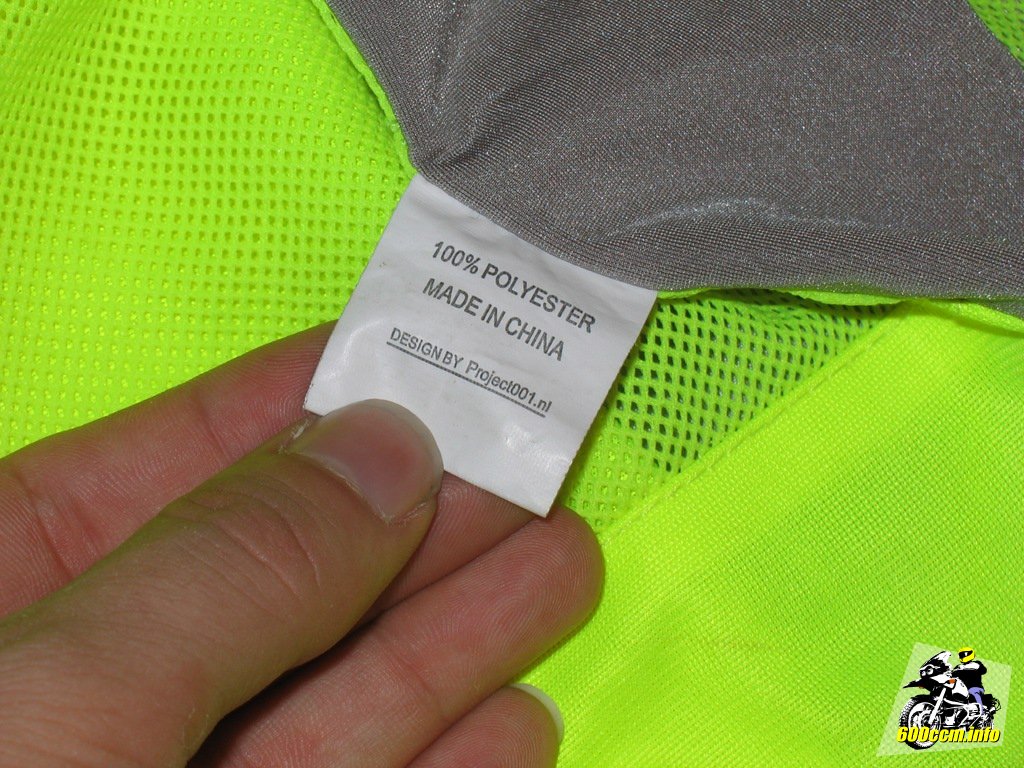 100% POLYESTER
MADE IN CHINA
DESIGN BY Project001.nl
600ccm.info